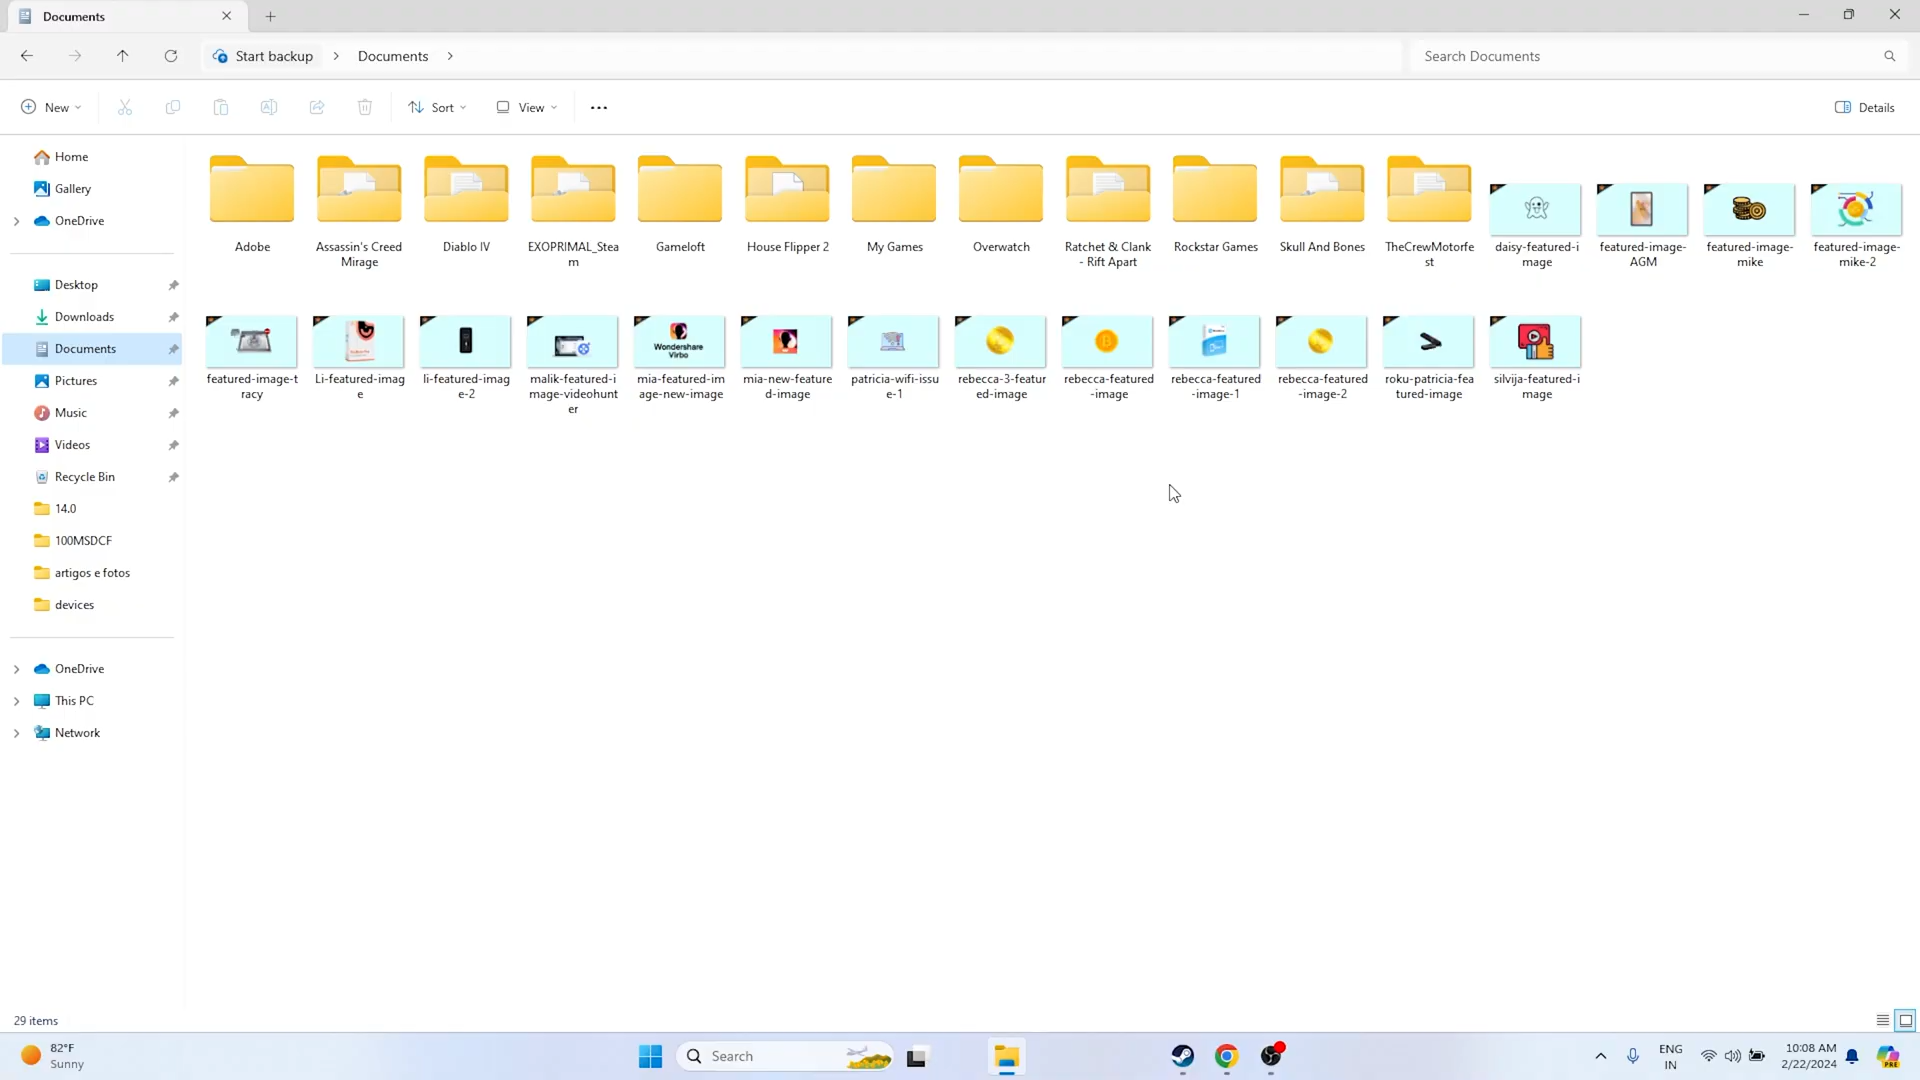 Documents
Start backup
Documents
Search Documents
New
Sort
View
Details
Home
Gallery
OneDrive
Desktop
Downloads
Documents
Pictures
Music
Videos
Recycle Bin
14.0
100MSDCF
artigos e fotos
devices
OneDrive
This PC
Network
Adobe
Assassin's Creed
Mirage
Diablo IV
EXOPRIMAL_Stea
m
Gameloft
House Flipper 2
My Games
Overwatch
Ratchet & Clank
- Rift Apart
Rockstar Games
Skull And Bones
TheCrewMotorfe
st
daisy-featured-i
mage
featured-image-
AGM
featured-image-
mike
featured-image-
mike-2
featured-image-t
racy
Li-featured-imag
e
li-featured-imag
e-2
malik-featured-i
mage-videohunt
er
Wondershare
Virbo
mia-featured-im
age-new-image
mia-new-feature
d-image
patricia-wifi-issu
e-1
rebecca-3-featur
ed-image
rebecca-featured
-image
rebecca-featured
-image-1
rebecca-featured
-image-2
roku-patricia-fea
tured-image
silvija-featured-i
mage
29 items
82°F
Sunny
Search
ENG
IN
10:08 AM
2/22/2024
PRE